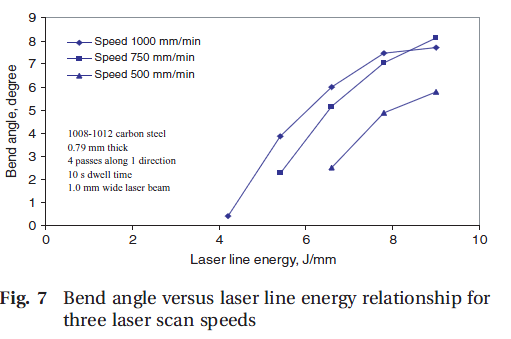 9
8
7
6
5
4
3
2
1
0
Bend angle, degree
Speed 1000 mm/min
Speed 750 mm/min
Speed 500 mm/min
1008-1012 carbon steel
0.79 mm thick
4 passes along 1 direction
10 s dwell time
1.0 mm wide laser beam
0 2 4 6 8 10
Laser line energy, J/mm
Fig. 7 Bend angle versus laser line energy relationship for
three laser scan speeds